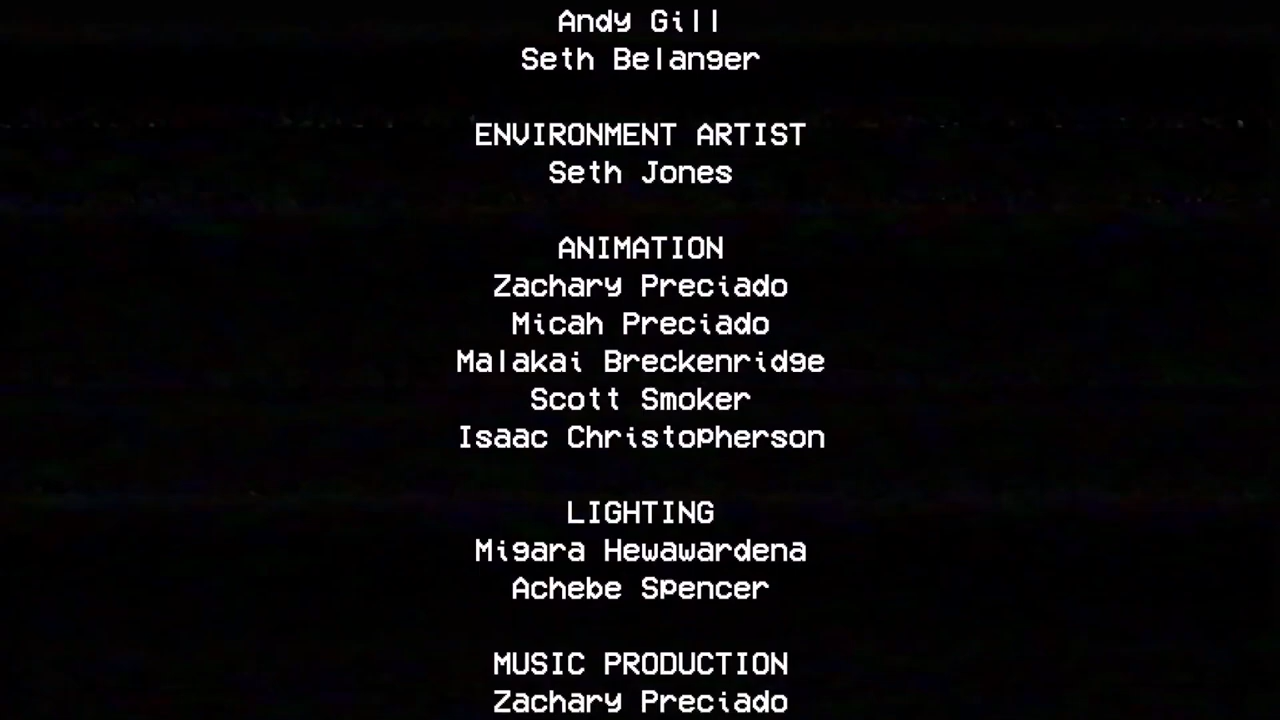 Andy Gill
Seth Belanger
ENVIRONMENT ARTIST
Seth Jones
ANIMATION
Zachary Preciado
Micah Preciado
Malakai Breckenridge
Scott Smoker
Isaac Christopherson
LIGHTING
Migara Hewawardena
Achebe Spencer
MUSIC PRODUCTION
Zachary Preciado